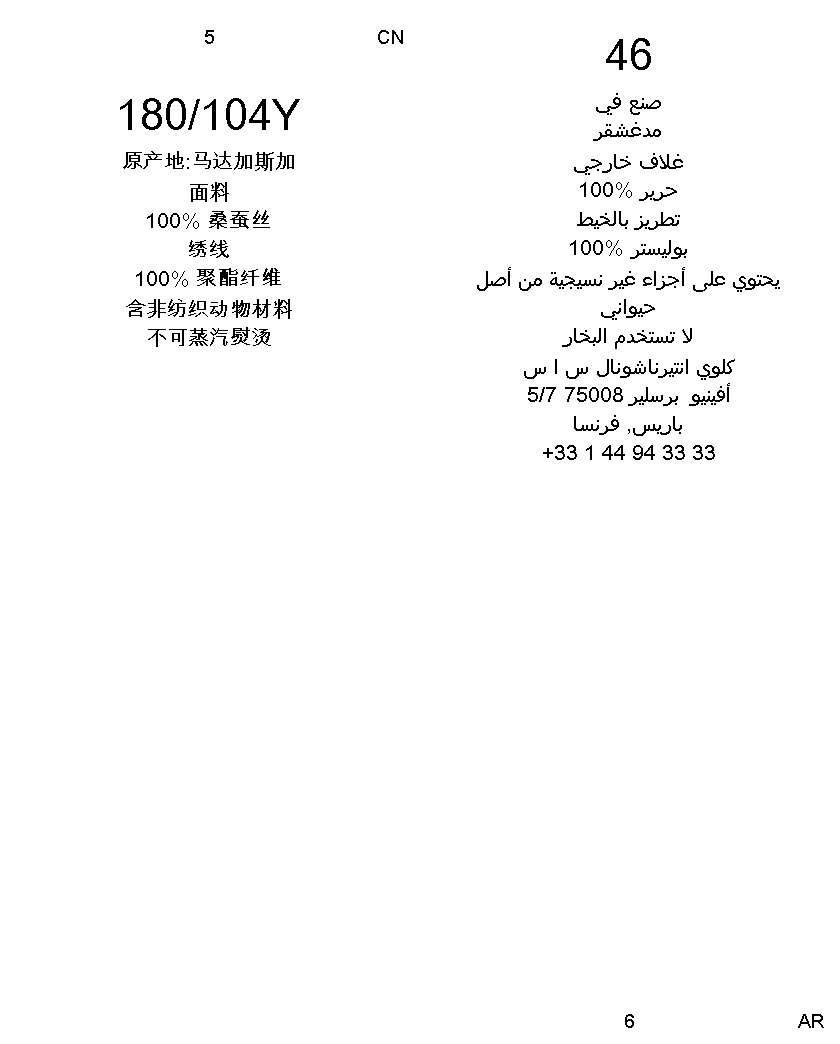 5
CN
180/104Y
原产地:马达加斯加
面料
100% 桑蚕丝
绣线
100% 聚酯纤维
含非纺织动物材料
不可蒸汽熨烫
46
صنع في
مدغشقر
غلاف خارجي
حرير %100
تطريز بالخيط
بوليستر %100
يحتوي على أجزاء غير نسيجية من أصل
حيواني
لا تستخدم البخار
كلوي انتيرناشونال س ا س
أفينيو برسلير 75008 5/7
باريس, فرنسا
+33 1 44 94 33 33
6
AR